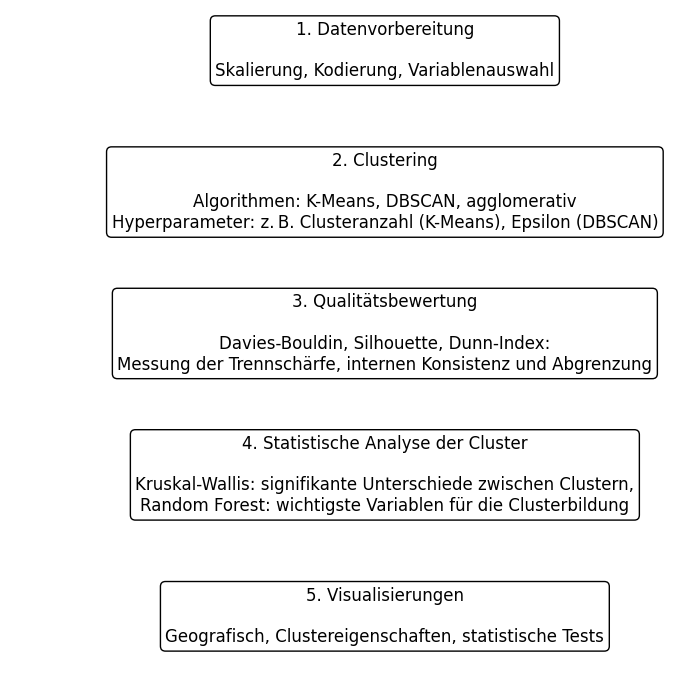 1. Datenvorbereitung
Skalierung, Kodierung, Variablenauswahl
2. Clustering
Algorithmen: K-Means, DBSCAN, agglomerativ
Hyperparameter: z. B. Clusteranzahl (K-Means), Epsilon (DBSCAN)
3. Qualitätsbewertung
Davies-Bouldin, Silhouette, Dunn-Index:
Messung der Trennschärfe, internen Konsistenz und Abgrenzung
4. Statistische Analyse der Cluster
Kruskal-Wallis: signifikante Unterschiede zwischen Clustern,
Random Forest: wichtigste Variablen für die Clusterbildung
5. Visualisierungen
Geografisch, Clustereigenschaften, statistische Tests